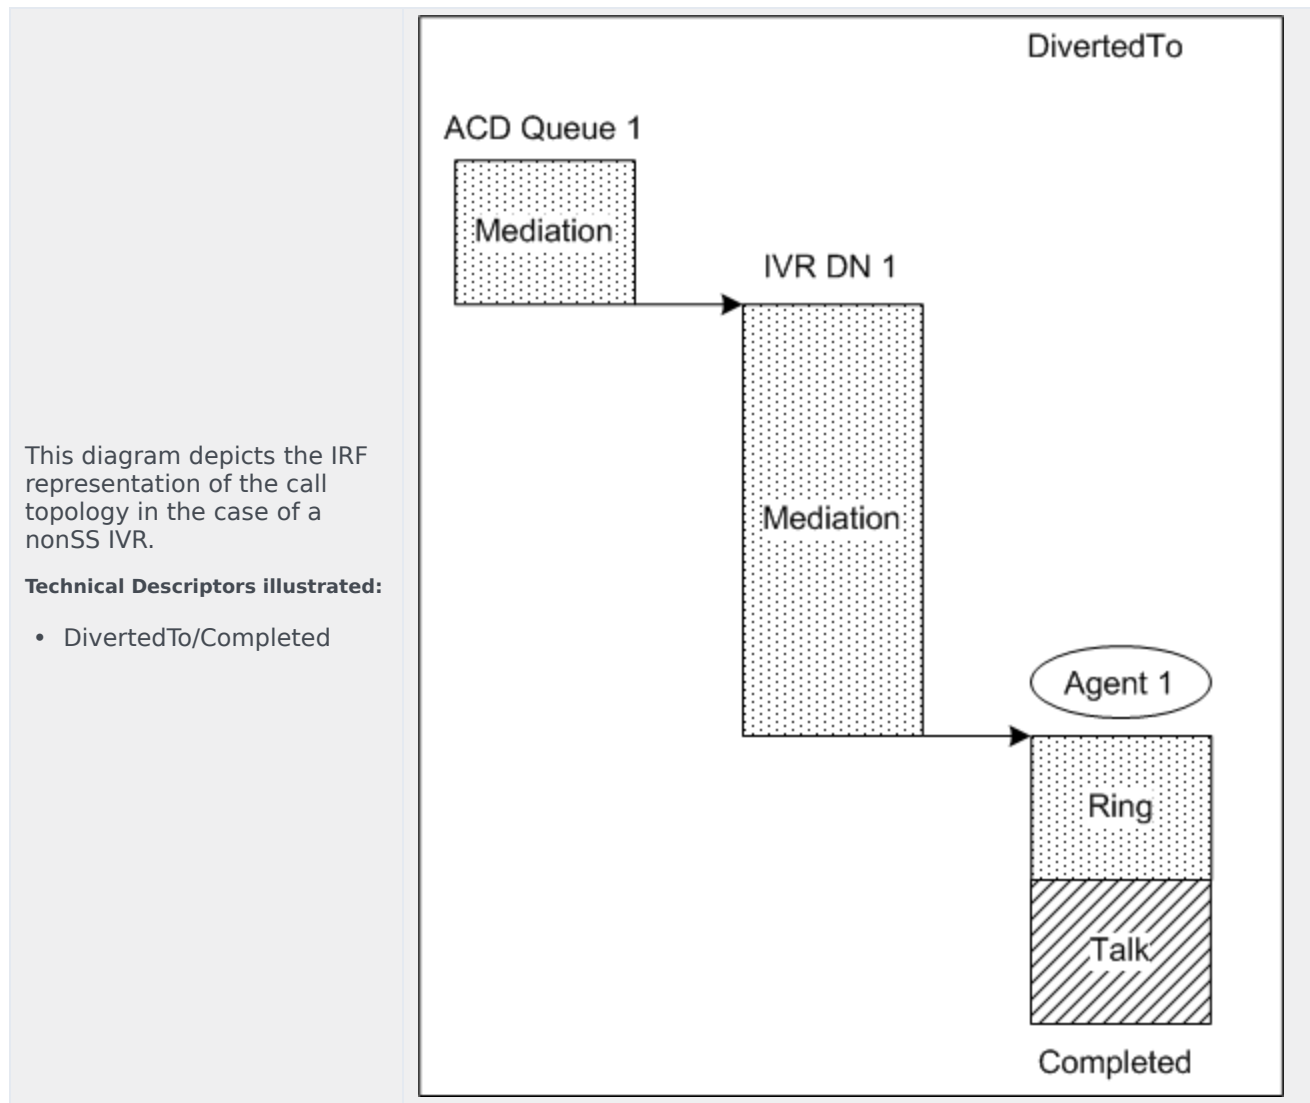 This diagram depicts the IRF
representation of the call
topology in the case of a
nonSS IVR.
Technical Descriptors illustrated:
• DivertedTo/Completed
DivertedTo
ACD Queue 1
Mediation
IVR DN 1
Mediation
Agent 1
Ring
Talk
Completed